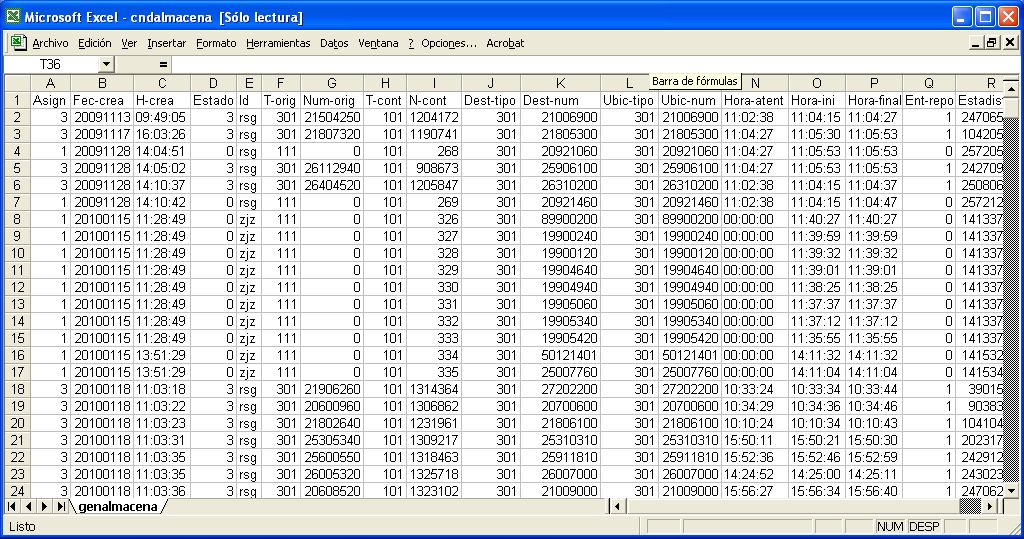 Microsoft Excel - cndalmacena [Sólo lectura]
Archivo Edición Ver Insertar Formato Herramientas Datos Ventana ? Opciones... Acrobat
T36 =
Barra de fórmulas
A B C D E F G H I J K L N O P Q R
1 Asign Fec-crea H-crea Estado Id T-orig Num-orig T-cont N-cont Dest-tipo Dest-num Ubic-tipo Ubic-num Hora-atent Hora-ini Hora-final Ent-repo Estadis
2 3 20091113 09:49:05 3 rsg 301 21504250 101 1204172 301 21006900 301 21006900 11:02:38 11:04:15 11:04:27 1 247065
3 3 20091117 16:03:26 3 rsg 301 21807320 101 1190741 301 21805300 301 21805300 11:04:27 11:05:30 11:05:53 1 104205
4 1 20091128 14:04:51 0 rsg 111 0 101 268 301 20921060 301 20921060 11:04:27 11:05:53 11:05:53 0 257205
5 3 20091128 14:05:02 3 rsg 301 26112940 101 908673 301 25906100 301 25906100 11:04:27 11:05:53 11:05:53 1 242709
6 3 20091128 14:10:37 3 rsg 301 26404520 101 1205847 301 26310200 301 26310200 11:02:38 11:04:15 11:04:37 1 250806
7 1 20091128 14:10:42 0 rsg 111 0 101 269 301 20921460 301 20921460 11:02:38 11:04:15 11:04:47 0 257212
8 1 20100115 11:28:49 0 zjz 111 0 101 326 301 89900200 301 89900200 00:00:00 11:40:27 11:40:27 0 141337
9 1 20100115 11:28:49 0 zjz 111 0 101 327 301 19900240 301 19900240 00:00:00 11:39:59 11:39:59 0 141337
10 1 20100115 11:28:49 0 zjz 111 0 101 328 301 19900120 301 19900120 00:00:00 11:39:32 11:39:32 0 141337
11 1 20100115 11:28:49 0 zjz 111 0 101 329 301 19904640 301 19904640 00:00:00 11:39:01 11:39:01 0 141337
12 1 20100115 11:28:49 0 zjz 111 0 101 330 301 19904940 301 19904940 00:00:00 11:38:25 11:38:25 0 141337
13 1 20100115 11:28:49 0 zjz 111 0 101 331 301 19905060 301 19905060 00:00:00 11:37:37 11:37:37 0 141337
14 1 20100115 11:28:49 0 zjz 111 0 101 332 301 19905340 301 19905340 00:00:00 11:37:12 11:37:12 0 141337
15 1 20100115 11:28:49 0 zjz 111 0 101 333 301 19905420 301 19905420 00:00:00 11:35:55 11:35:55 0 141337
16 1 20100115 13:51:29 0 zjz 111 0 101 334 301 50121401 301 50121401 00:00:00 14:11:32 14:11:32 0 141532
17 1 20100115 13:51:29 0 zjz 111 0 101 335 301 25007760 301 25007760 00:00:00 14:11:04 14:11:04 0 141534
18 3 20100118 11:03:18 3 rsg 301 21906260 101 1314364 301 27202200 301 27202200 10:33:24 10:33:34 10:33:44 1 39015
19 3 20100118 11:03:22 3 rsg 301 20600960 101 1306862 301 20700600 301 20700600 10:34:29 10:34:36 10:34:46 1 90383
20 3 20100118 11:03:23 3 rsg 301 21802640 101 1231961 301 21806100 301 21806100 10:10:24 10:10:34 10:10:43 1 104104
21 3 20100118 11:03:31 3 rsg 301 25305340 101 1309217 301 25310310 301 25310310 15:50:11 15:50:21 15:50:30 1 202317
22 3 20100118 11:03:35 3 rsg 301 25600550 101 1318463 301 25911810 301 25911810 15:52:36 15:52:46 15:52:59 1 242912
23 3 20100118 11:03:35 3 rsg 301 26005320 101 1325718 301 26007000 301 26007000 14:24:52 14:25:00 14:25:11 1 243023
24 3 20100118 11:03:36 3 rsg 301 20608520 101 1323102 301 21009000 301 21009000 15:56:27 15:56:34 15:56:40 1 247062
genalmacena
Listo NUM DESP